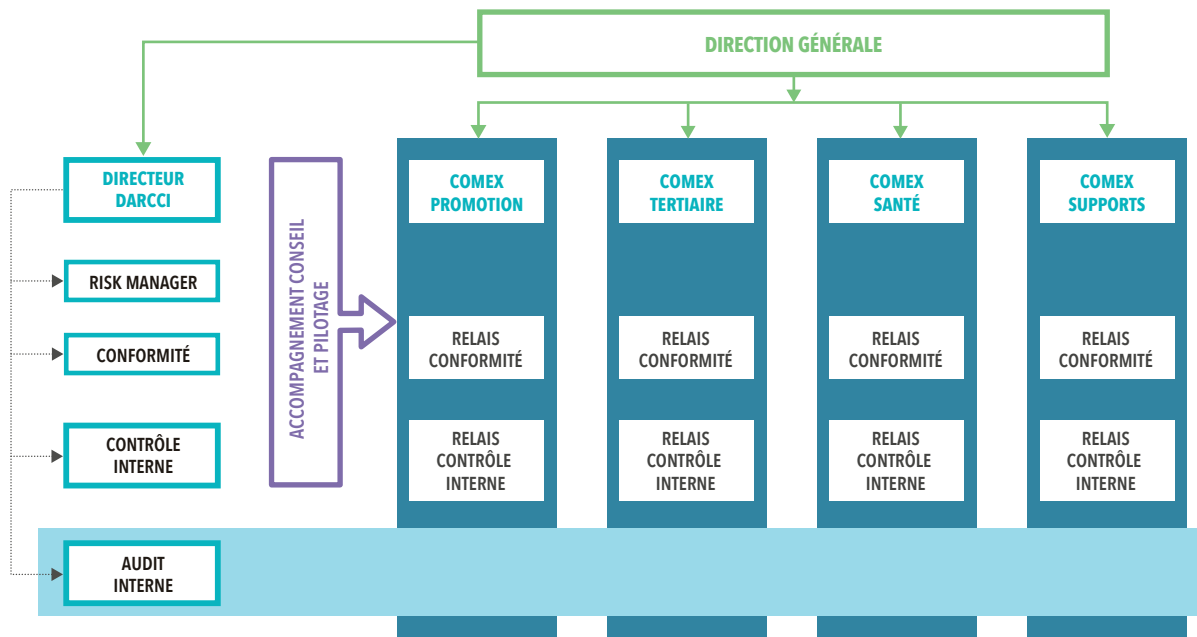 DIRECTION GÉNÉRALE
DIRECTEUR
DARCCI
RISK MANAGER
CONFORMITÉ
CONTRÔLE
INTERNE
AUDIT
INTERNE
ACCOMPAGNEMENT CONSEIL
ET PILOTAGE
COMEX
PROMOTION
RELAIS
CONFORMITÉ
RELAIS
CONTRÔLE
INTERNE
COMEX
TERTIAIRE
RELAIS
CONFORMITÉ
RELAIS
CONTRÔLE
INTERNE
COMEX
SANTÉ
RELAIS
CONFORMITÉ
RELAIS
CONTRÔLE
INTERNE
COMEX
SUPPORTS
RELAIS
CONFORMITÉ
RELAIS
CONTRÔLE
INTERNE